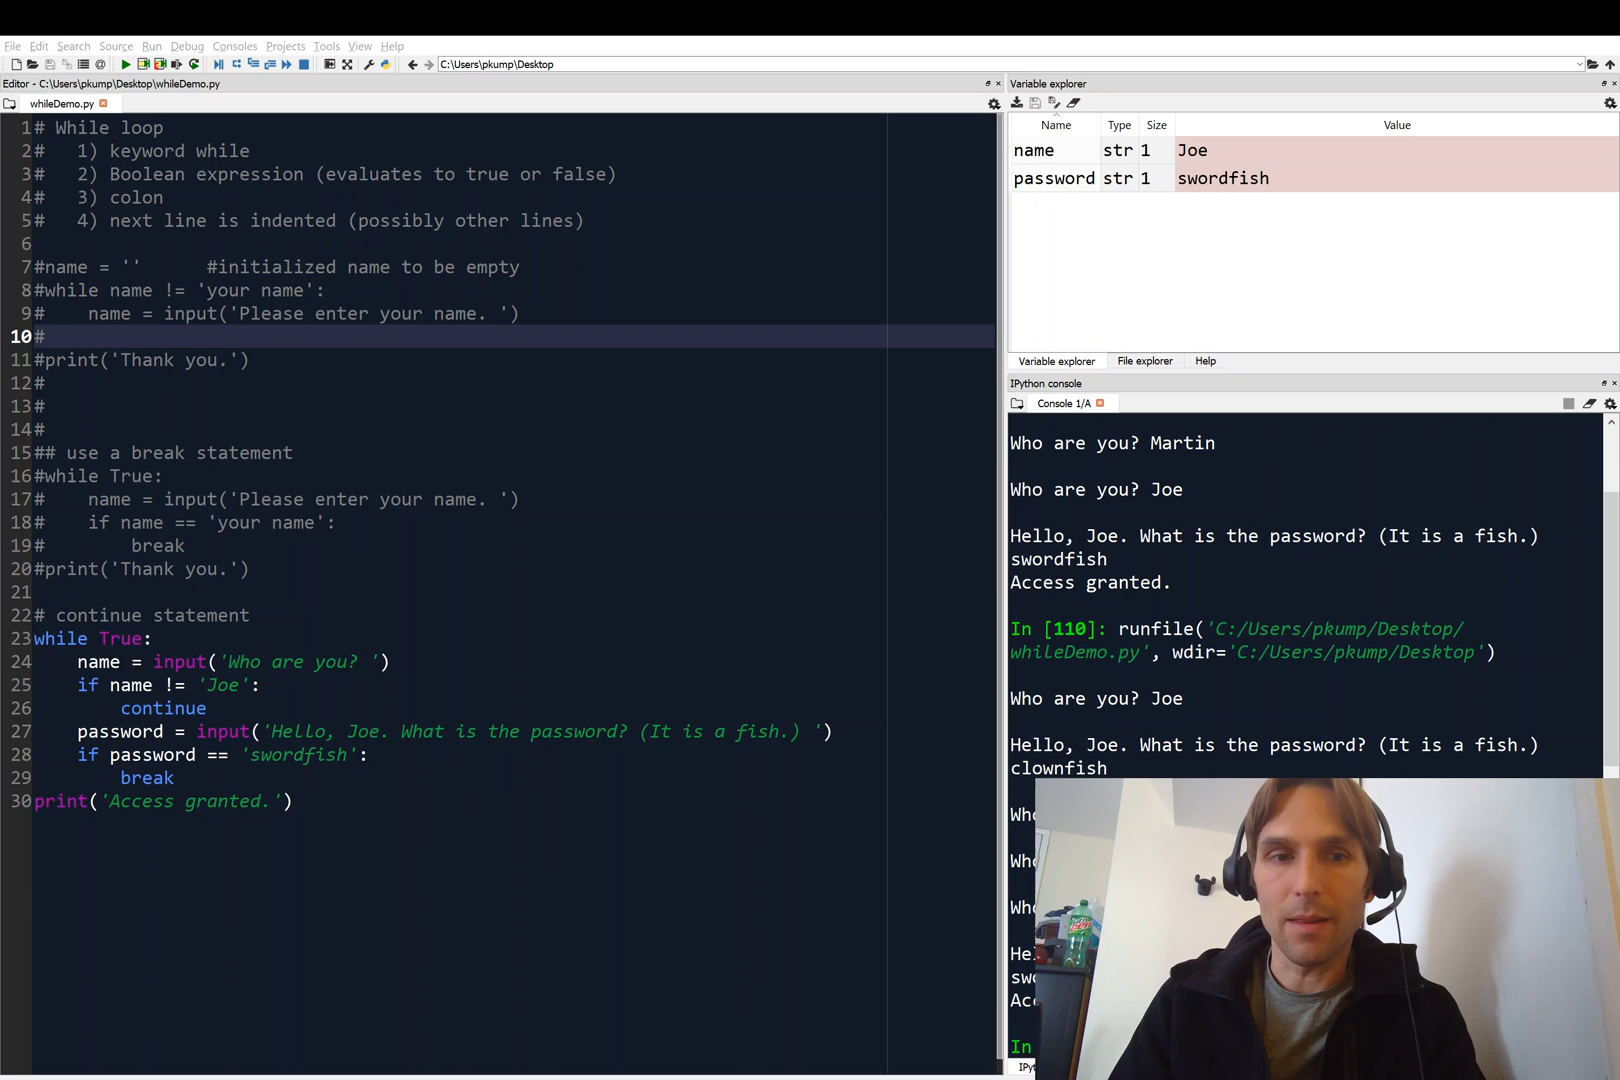 File Edit Search Source Run Debug Consoles Projects Tools View Help
C:\Users\pkump\Desktop
Editor - C:\Users\pkump\Desktop\whileDemo.py
whileDemo.py
1# While loop
2#   1) keyword while
3#   2) Boolean expression (evaluates to true or false)
4#   3) colon
5#   4) next line is indented (possibly other lines)
6
7#name = ''      #initialized name to be empty
8#while name != 'your name':
9#    name = input('Please enter your name. ')
10#
11#print('Thank you.')
12#
13#
14#
15## use a break statement
16#while True:
17#    name = input('Please enter your name. ')
18#    if name == 'your name':
19#        break
20#print('Thank you.')
21
22# continue statement
23while True:
24    name = input('Who are you? ')
25    if name != 'Joe':
26        continue
27    password = input('Hello, Joe. What is the password? (It is a fish.) ')
28    if password == 'swordfish':
29        break
30print('Access granted.')
Variable explorer
Name Type Size Value
name str 1 Joe
password str 1 swordfish
Variable explorer File explorer Help
IPython console
Console 1/A
Who are you? Martin
Who are you? Joe
Hello, Joe. What is the password? (It is a fish.)
swordfish
Access granted.
In [110]: runfile('C:/Users/pkump/Desktop/
whileDemo.py', wdir='C:/Users/pkump/Desktop')
Who are you? Joe
Hello, Joe. What is the password? (It is a fish.)
clownfish
In